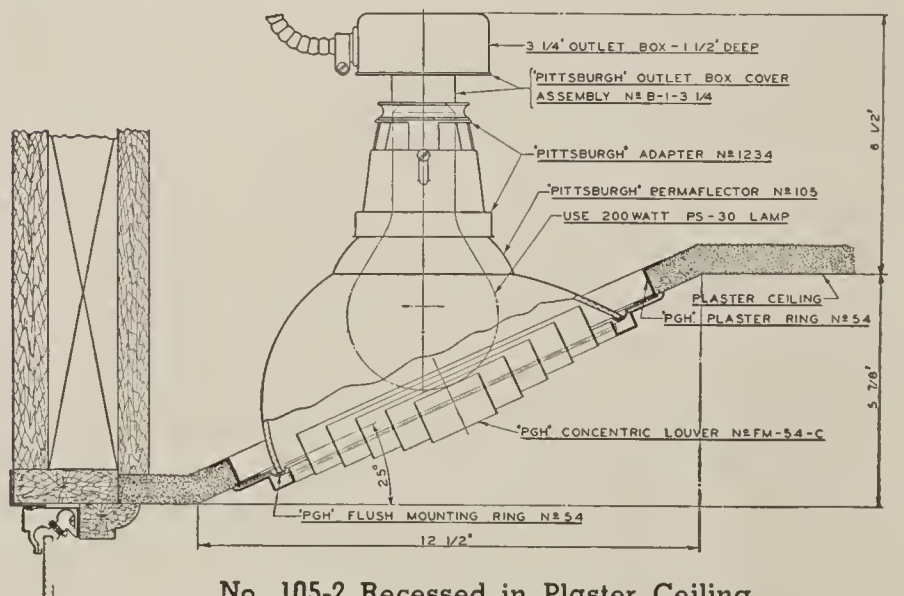 3 1/4" OUTLET BOX - 1 1/2" DEEP
"PITTSBURGH" OUTLET BOX COVER
ASSEMBLY Nº B-1-3 1/4
6 1/2"
"PITTSBURGH" ADAPTER Nº 1234
"PITTSBURGH" PERMAFLECTOR Nº 105
USE 200 WATT PS-30 LAMP
PLASTER CEILING
"PGH" PLASTER RING Nº 54
5 7/8"
"PGH" CONCENTRIC LOUVER Nº FM-54-C
25°
"PGH" FLUSH MOUNTING RING Nº 54
12 1/2"
No. 105-2 Recessed in Plaster Ceiling